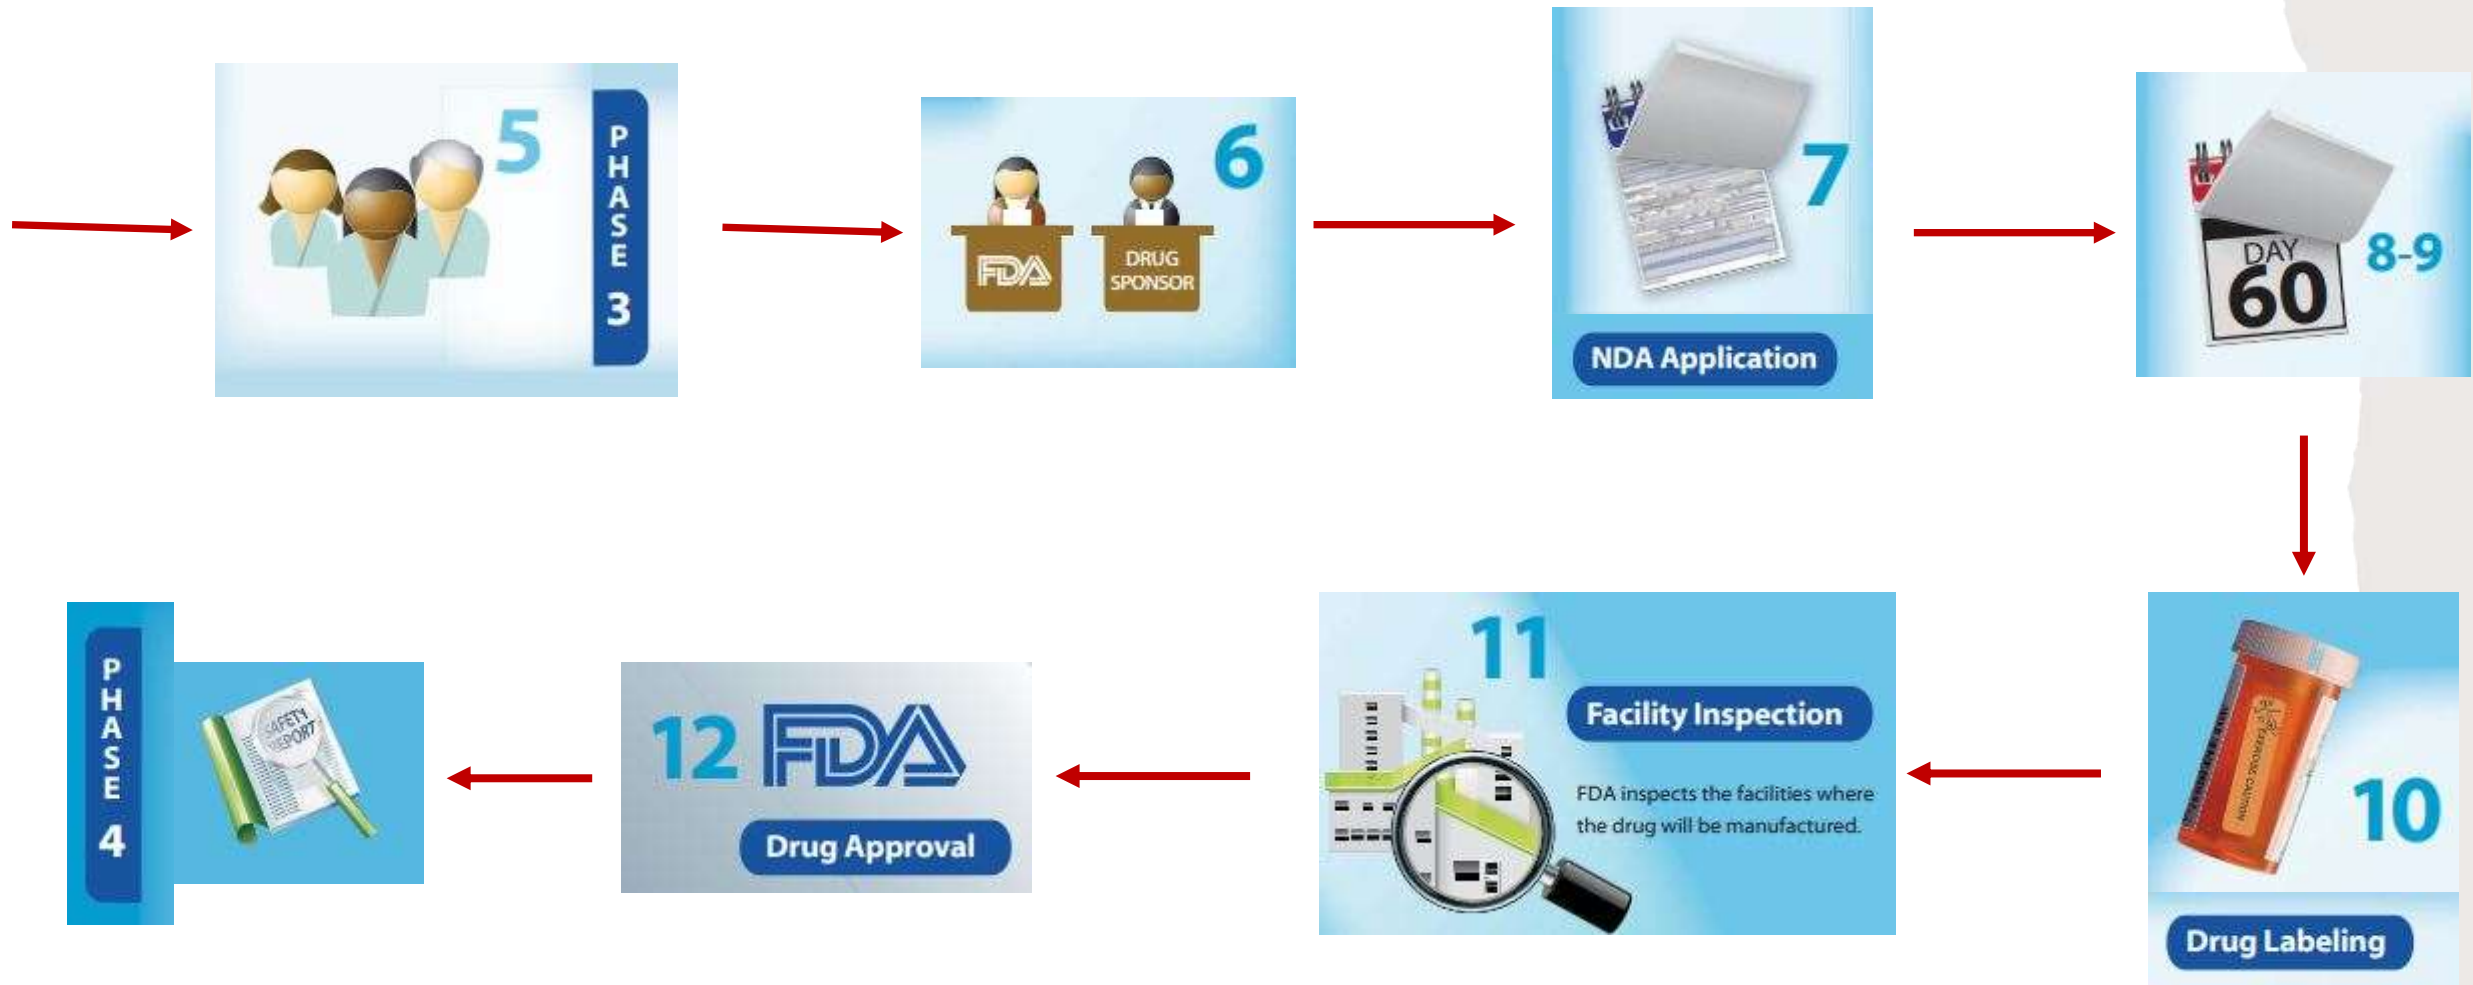 5
PHASE 3
6
FDA
DRUG
SPONSOR
7
NDA Application
DAY
60
8-9
10
EXERCISE CAUTION
Drug Labeling
11
Facility Inspection
FDA inspects the facilities where
the drug will be manufactured.
12 FDA
Drug Approval
PHASE 4
SAFETY
REPORT